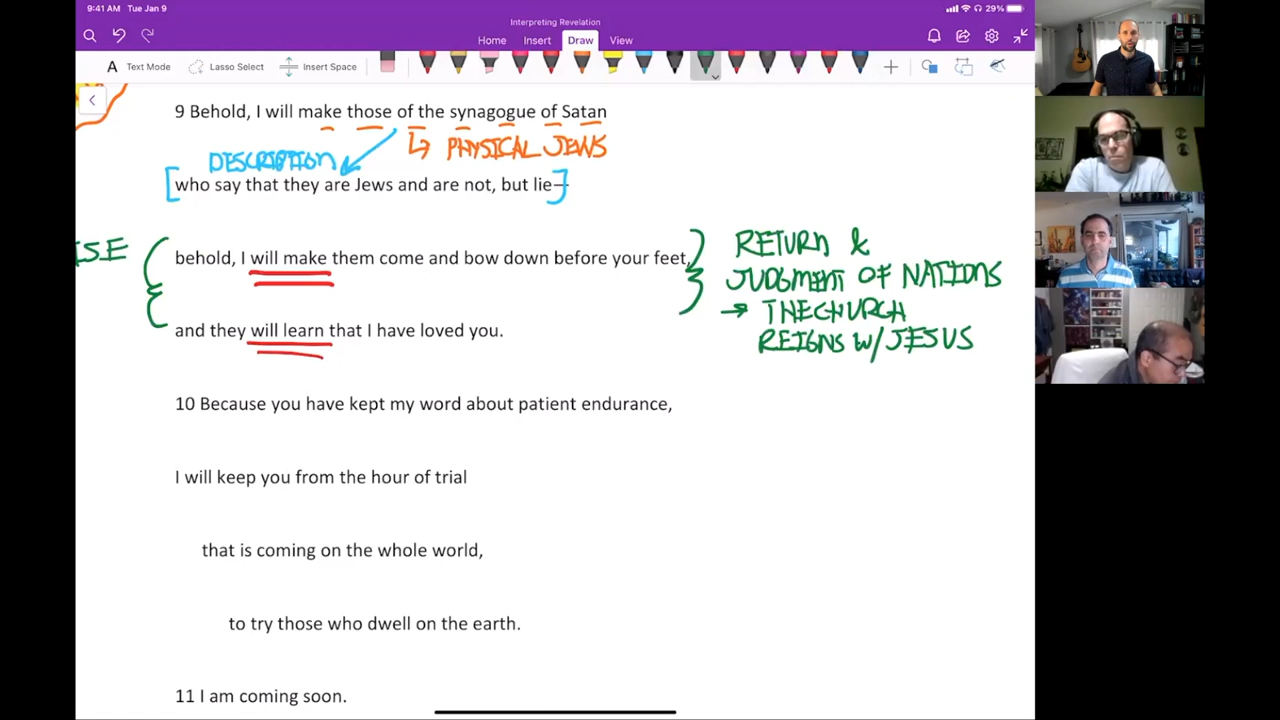 9:41 AM Tue Jan 9
29%
Interpreting Revelation
Home Insert Draw View
A Text Mode Lasso Select Insert Space
9 Behold, I will make those of the synagogue of Satan
DESCRIPTION
PHYSICAL JEWS
[who say that they are Jews and are not, but lie—]
ISE
behold, I will make them come and bow down before your feet,
RETURN &
JUDGMENT OF NATIONS
→ THE CHURCH
REIGNS W/ JESUS
and they will learn that I have loved you.
10 Because you have kept my word about patient endurance,
I will keep you from the hour of trial
that is coming on the whole world,
to try those who dwell on the earth.
11 I am coming soon.